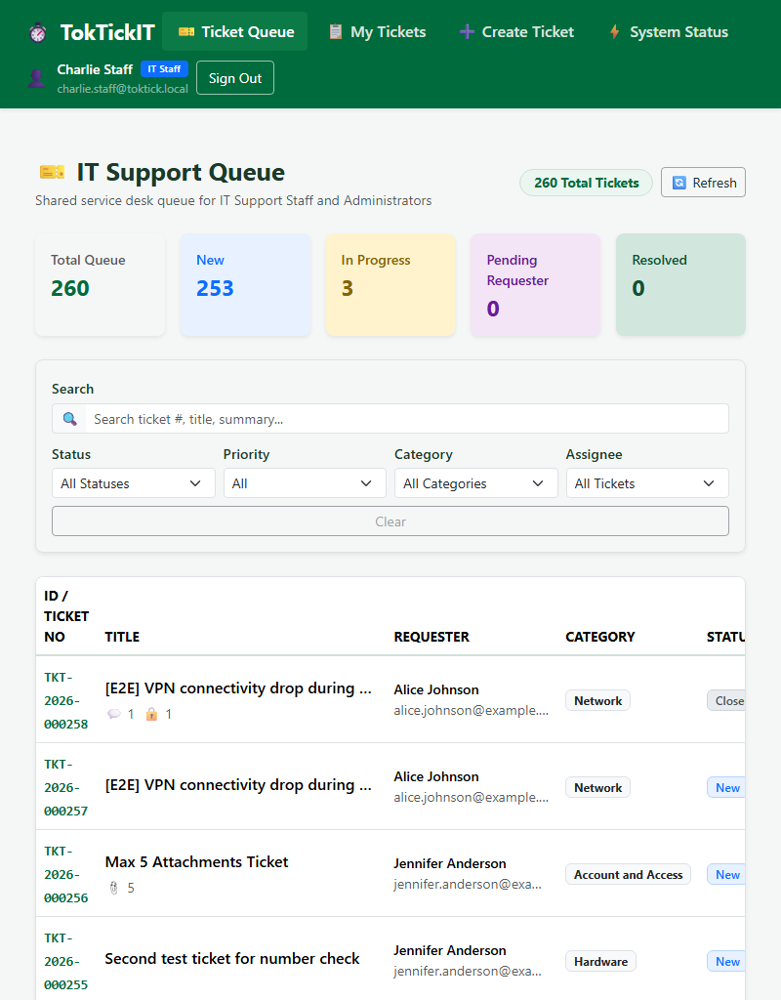 TokTickIT
Ticket Queue
My Tickets
Create Ticket
System Status
Charlie Staff IT Staff
charlie.staff@toktick.local
Sign Out
IT Support Queue
Shared service desk queue for IT Support Staff and Administrators
260 Total Tickets
Refresh
Total Queue
260
New
253
In Progress
3
Pending
Requester
0
Resolved
0
Search
Search ticket #, title, summary...
Status
Priority
Category
Assignee
All Statuses
All
All Categories
All Tickets
Clear
ID /
TICKET
NO
TITLE
REQUESTER
CATEGORY
STATU
TKT-
2026-
000258
[E2E] VPN connectivity drop during ...
1 1
Alice Johnson
alice.johnson@example....
Network
Close
TKT-
2026-
000257
[E2E] VPN connectivity drop during ...
Alice Johnson
alice.johnson@example....
Network
New
TKT-
2026-
000256
Max 5 Attachments Ticket
5
Jennifer Anderson
jennifer.anderson@exa...
Account and Access
New
TKT-
2026-
000255
Second test ticket for number check
Jennifer Anderson
jennifer.anderson@exa...
Hardware
New